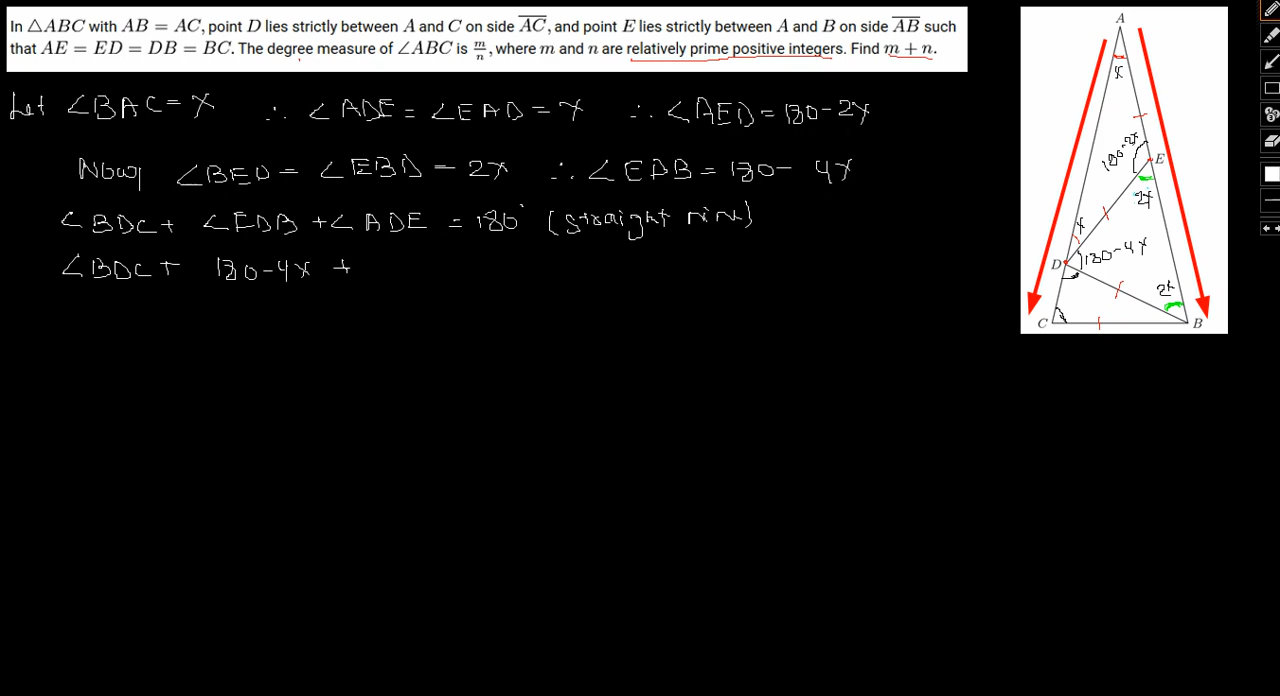 In △ABC with AB = AC, point D lies strictly between A and C on side AC, and point E lies strictly between A and B on side AB such
that AE = ED = DB = BC. The degree measure of ∠ABC is m/n, where m and n are relatively prime positive integers. Find m + n.
Let ∠BAC = x ∴ ∠ADE = ∠EAD = x ∴ ∠AED = 180 - 2x
Now ∠BED = ∠EBD = 2x ∴ ∠EDB = 180 - 4x
∠BDC + ∠EDB + ∠ADE = 180° (straight line)
∠BDC + 180 - 4x +
A
x
180-2x
E
2x
x
D
180-4x
2x
C
B